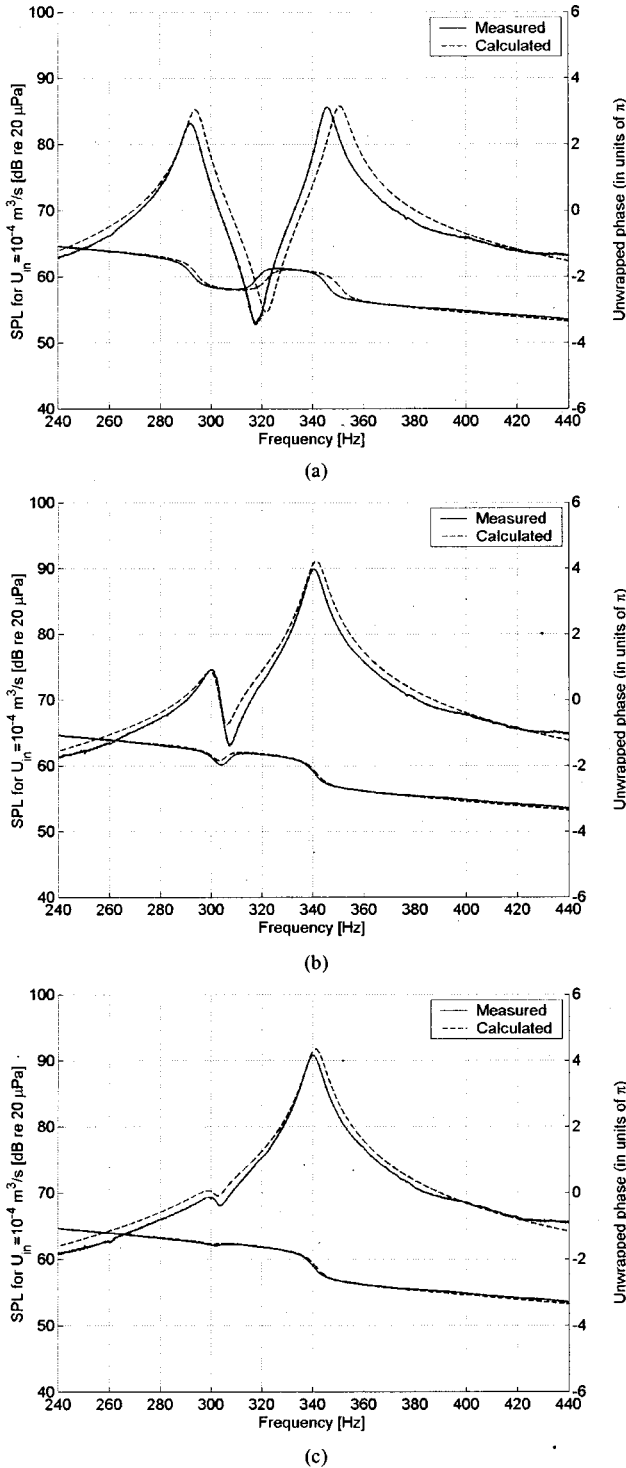 100
90
80
70
60
50
40
6
4
2
0
-2
-4
-6
240 260 280 300 320 340 360 380 400 420 440
SPL for U_in=10^-4 m^3/s [dB re 20 μPa]
Unwrapped phase (in units of π)
Frequency [Hz]
Measured
Calculated
(a)
100
90
80
70
60
50
40
6
4
2
0
-2
-4
-6
240 260 280 300 320 340 360 380 400 420 440
SPL for U_in=10^-4 m^3/s [dB re 20 μPa]
Unwrapped phase (in units of π)
Frequency [Hz]
Measured
Calculated
(b)
100
90
80
70
60
50
40
6
4
2
0
-2
-4
-6
240 260 280 300 320 340 360 380 400 420 440
SPL for U_in=10^-4 m^3/s [dB re 20 μPa]
Unwrapped phase (in units of π)
Frequency [Hz]
Measured
Calculated
(c)